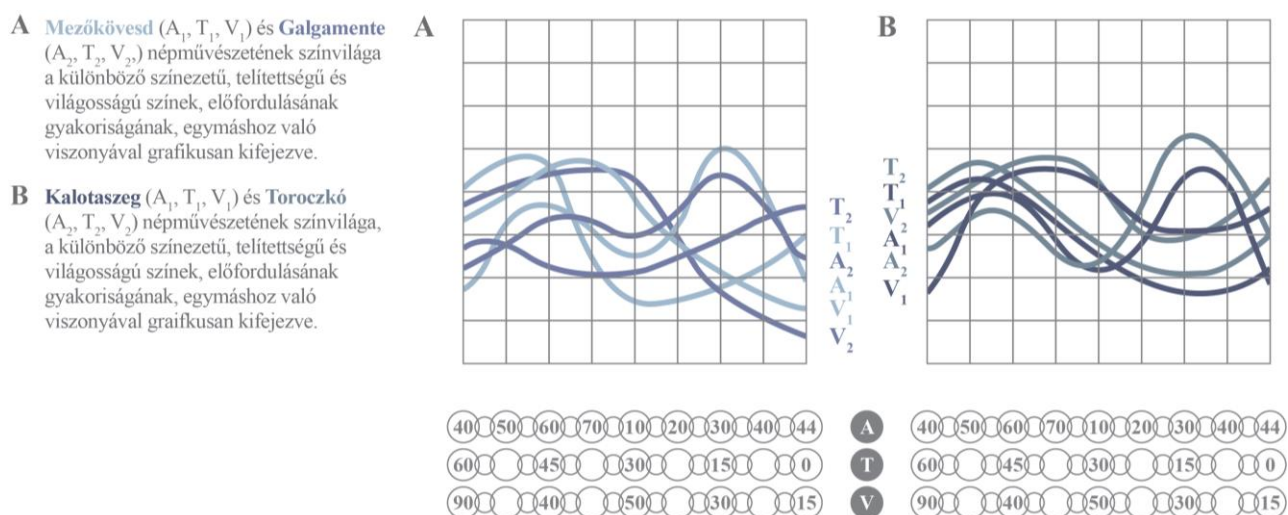 A Mezőkövesd (A₁, T₁, V₁) és Galgamente
(A₂, T₂, V₂,) népművészetének színvilága
a különböző színezetű, telítettségű és
világosságú színek, előfordulásának
gyakoriságának, egymáshoz való
viszonyával grafikusan kifejezve.
B Kalotaszeg (A₁, T₁, V₁) és Toroczkó
(A₂, T₂, V₂) népművészetének színvilága,
a különböző színezetű, telítettségű és
világosságú színek, előfordulásának
gyakoriságának, egymáshoz való
viszonyával graifkusan kifejezve.
A
T₂
T₁
A₂
A₁
V₁
V₂
B
T₂
T₁
V₂
A₁
A₂
V₁
40 50 60 70 10 20 30 40 44
60 45 30 15 0
90 40 50 30 15
A
T
V
40 50 60 70 10 20 30 40 44
60 45 30 15 0
90 40 50 30 15